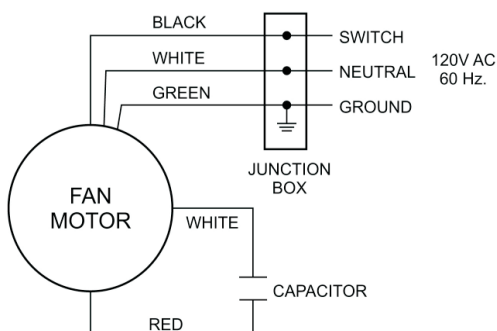 BLACK
SWITCH
WHITE
NEUTRAL
120V AC
60 Hz.
GREEN
GROUND
JUNCTION
BOX
FAN
MOTOR
WHITE
CAPACITOR
RED